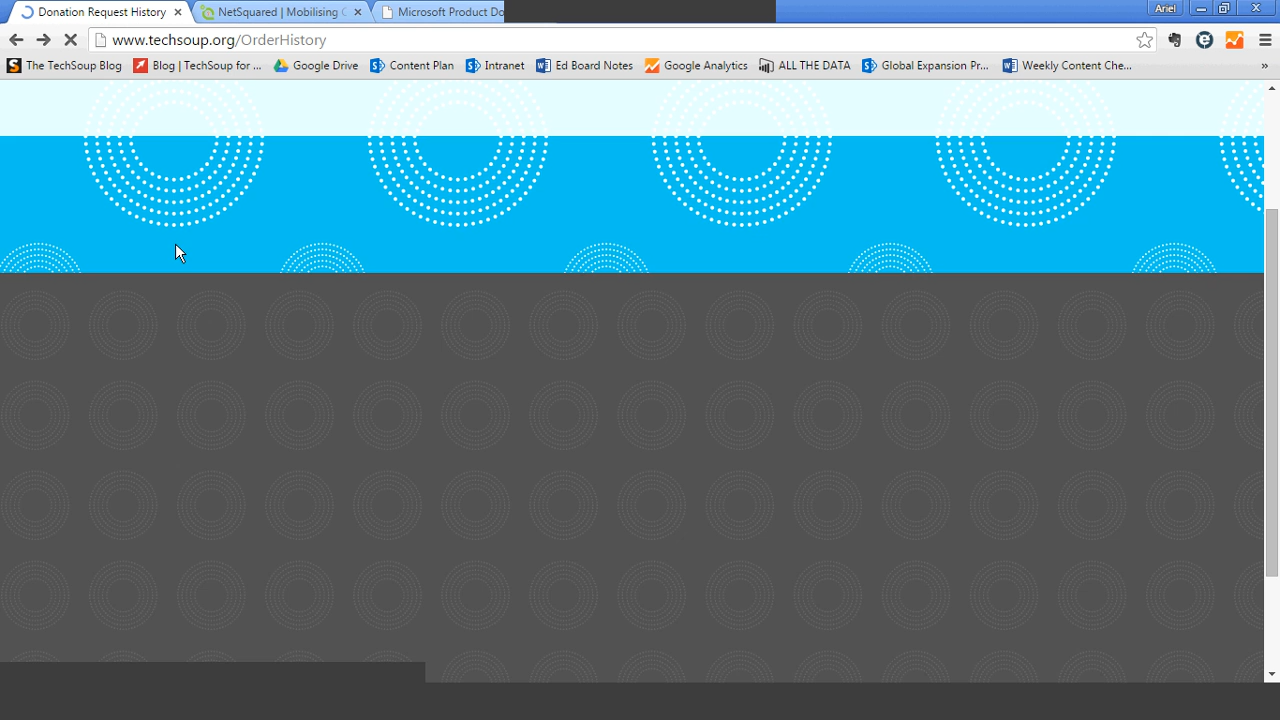 Donation Request History
NetSquared | Mobilising C
Microsoft Product Do
Ariel
www.techsoup.org/OrderHistory
The TechSoup Blog
Blog | TechSoup for ...
Google Drive
Content Plan
Intranet
Ed Board Notes
Google Analytics
ALL THE DATA
Global Expansion Pr...
Weekly Content Che...
»